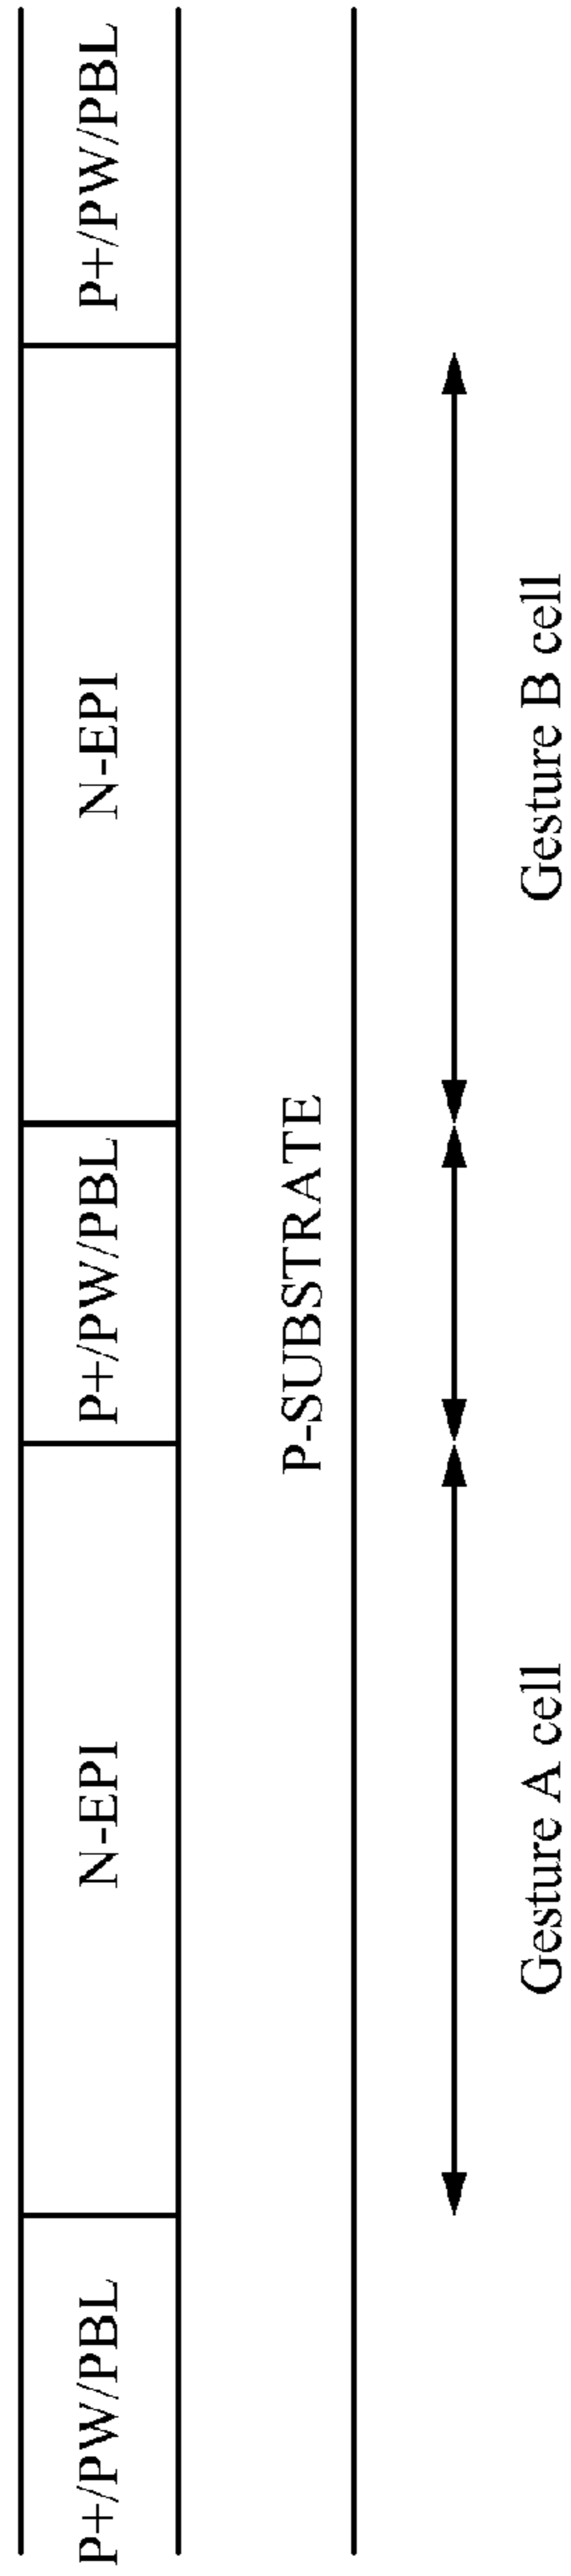 P+/PW/PBL
N-EPI
P+/PW/PBL
N-EPI
P+/PW/PBL
P-SUBSTRATE
Gesture A cell
Gesture B cell